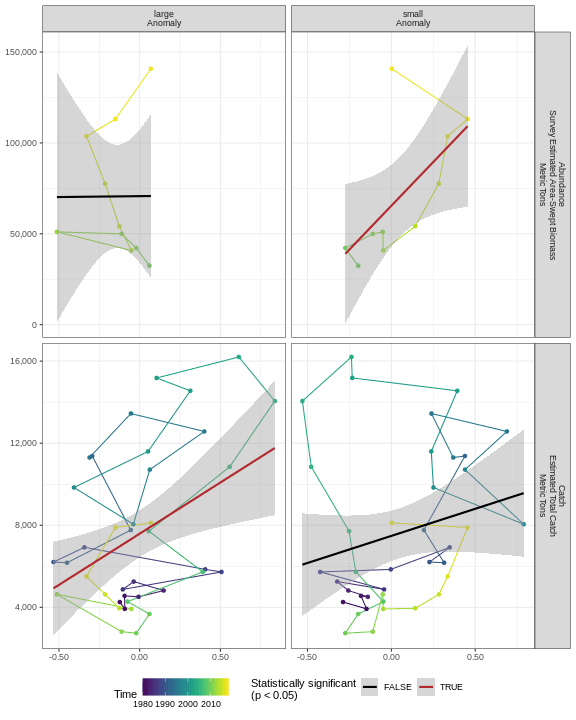 large
Anomaly
small
Anomaly
150,000
100,000
50,000
0
Abundance
Survey Estimated Area-Swept Biomass
Metric Tons
16,000
12,000
8,000
4,000
Catch
Estimated Total Catch
Metric Tons
-0.50 0.00 0.50
-0.50 0.00 0.50
Time
1980 1990 2000 2010
Statistically significant
(p < 0.05)
FALSE TRUE